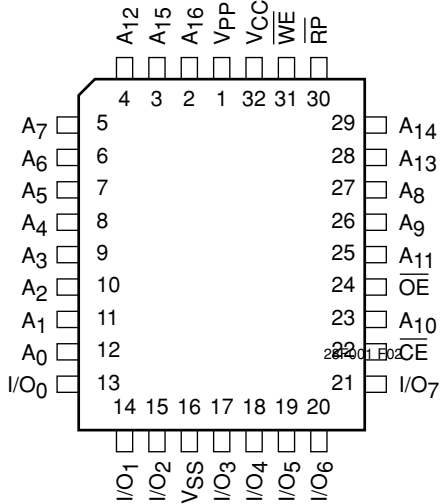 A12 A15 A16 VPP VCC WE RP
4 3 2 1 32 31 30
A7 5 29 A14
A6 6 28 A13
A5 7 27 A8
A4 8 26 A9
A3 9 25 A11
A2 10 24 OE
A1 11 23 A10
A0 12 22 CE
28F001 F02
I/O0 13 21 I/O7
14 15 16 17 18 19 20
I/O1 I/O2 VSS I/O3 I/O4 I/O5 I/O6